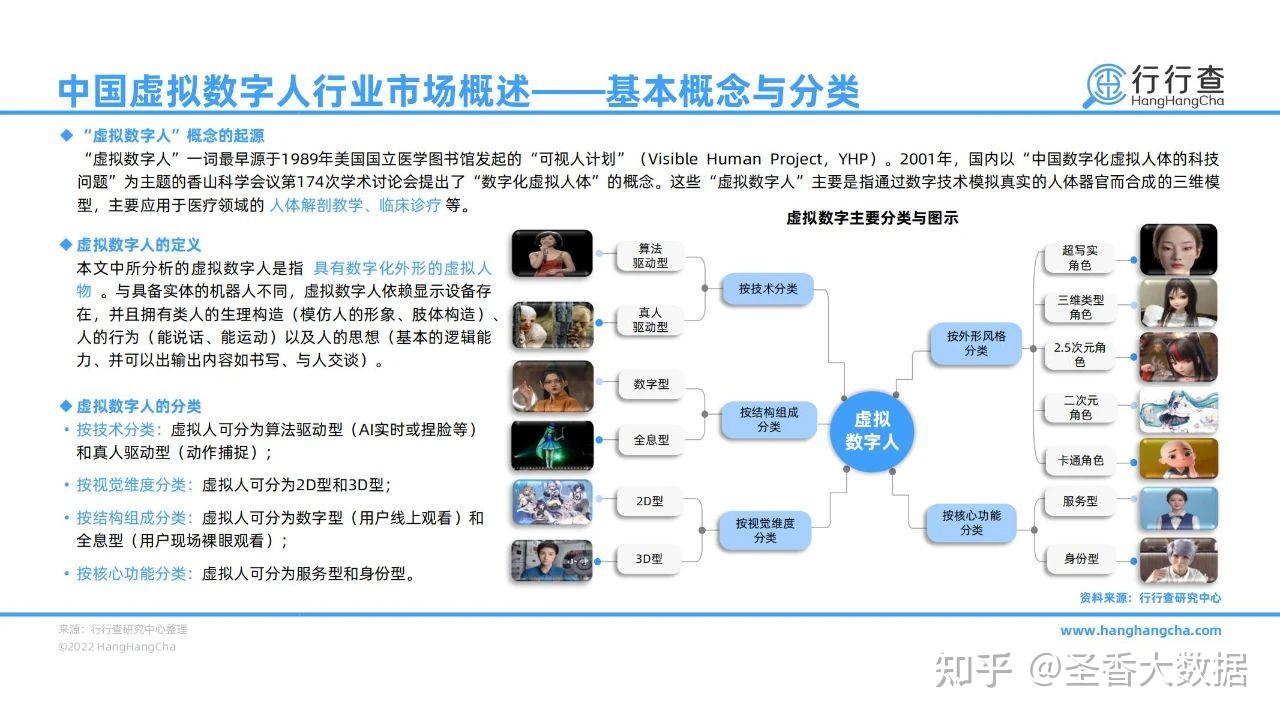 中国虚拟数字人行业市场概述——基本概念与分类
行行查
HangHangCha
◆ “虚拟数字人”概念的起源
“虚拟数字人”一词最早源于1989年美国国立医学图书馆发起的“可视人计划”（Visible Human Project，YHP）。2001年，国内以“中国数字化虚拟人体的科技
问题”为主题的香山科学会议第174次学术讨论会提出了“数字化虚拟人体”的概念。这些“虚拟数字人”主要是指通过数字技术模拟真实的人体器官而合成的三维模
型，主要应用于医疗领域的 人体解剖教学、临床诊疗 等。
◆ 虚拟数字人的定义
本文中所分析的虚拟数字人是指 具有数字化外形的虚拟人
物 。与具备实体的机器人不同，虚拟数字人依赖显示设备存
在，并且拥有类人的生理构造（模仿人的形象、肢体构造）、
人的行为（能说话、能运动）以及人的思想（基本的逻辑能
力、并可以出输出内容如书写、与人交谈）。
◆ 虚拟数字人的分类
• 按技术分类：虚拟人可分为算法驱动型（AI实时或捏脸等）
和真人驱动型（动作捕捉）；
• 按视觉维度分类：虚拟人可分为2D型和3D型；
• 按结构组成分类：虚拟人可分为数字型（用户线上观看）和
全息型（用户现场裸眼观看）；
• 按核心功能分类：虚拟人可分为服务型和身份型。
虚拟数字主要分类与图示
算法
驱动型
真人
驱动型
按技术分类
数字型
全息型
按结构组成
分类
2D型
3D型
按视觉维度
分类
虚拟
数字人
按外形风格
分类
超写实
角色
三维类型
角色
2.5次元角
色
二次元
角色
卡通角色
按核心功能
分类
服务型
身份型
资料来源：行行查研究中心
来源：行行查研究中心整理
©2022 HangHangCha
www.hanghangcha.com
知乎 @圣香大数据